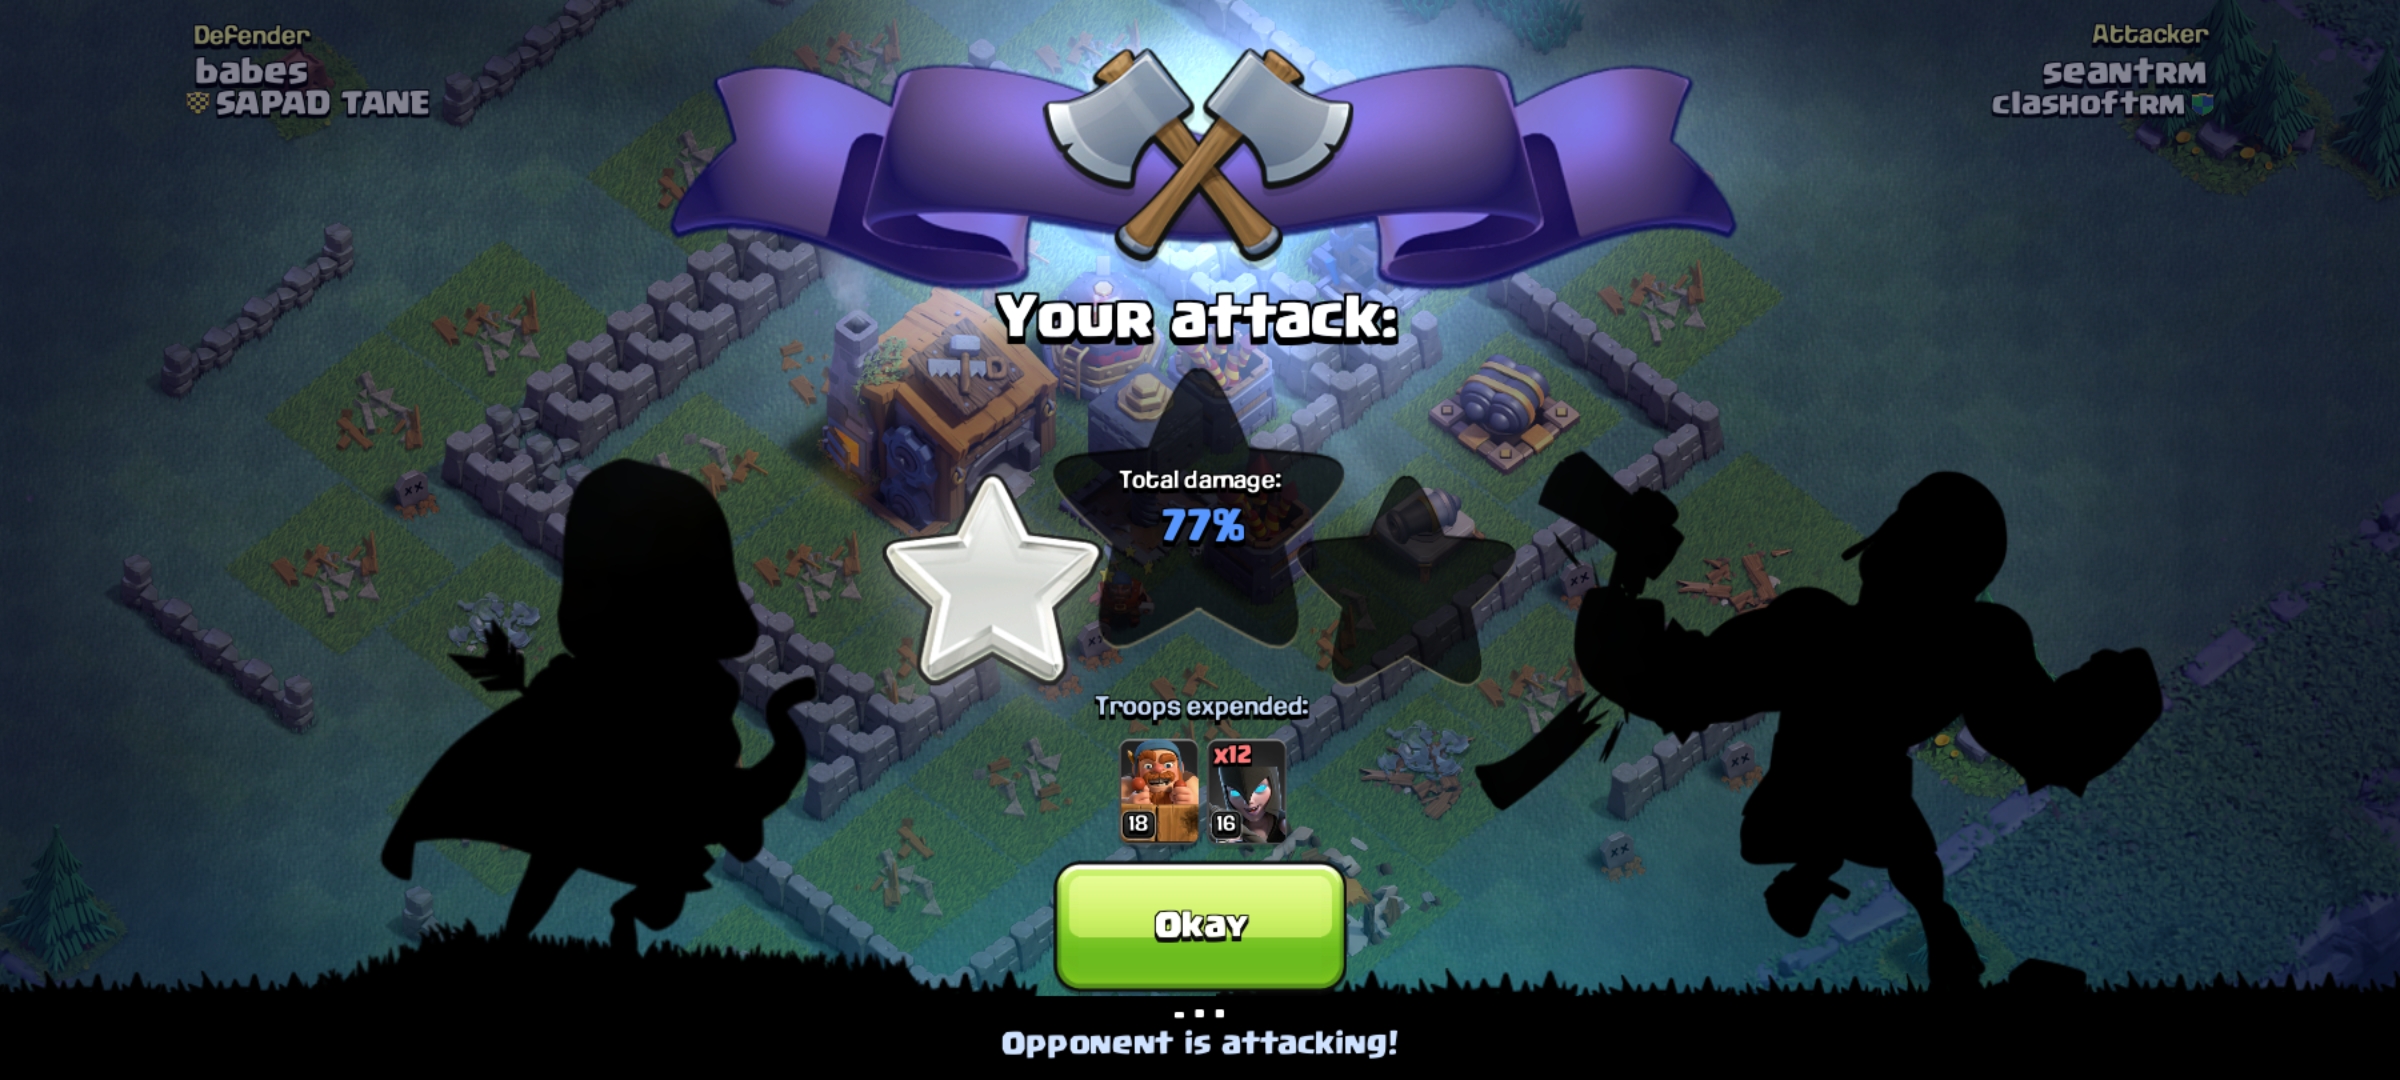 Defender
babes
SAPAD TANE
Attacker
seantRM
clashoftRM
Your attack:
Total damage:
77%
Troops expended:
x12
18
16
Okay
Opponent is attacking!